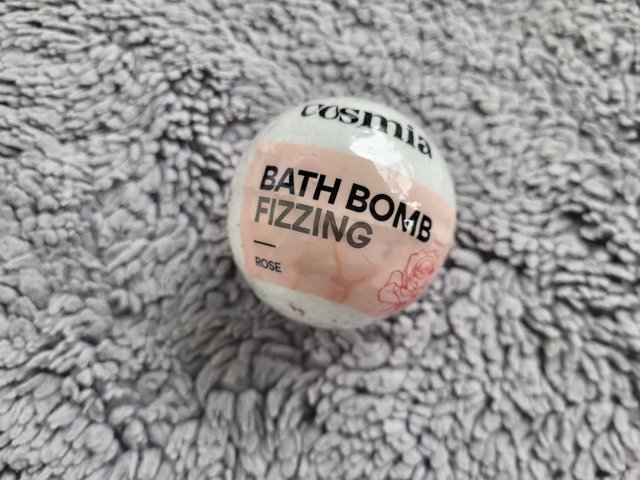 cosmia
BATH BOMB
FIZZING
ROSE